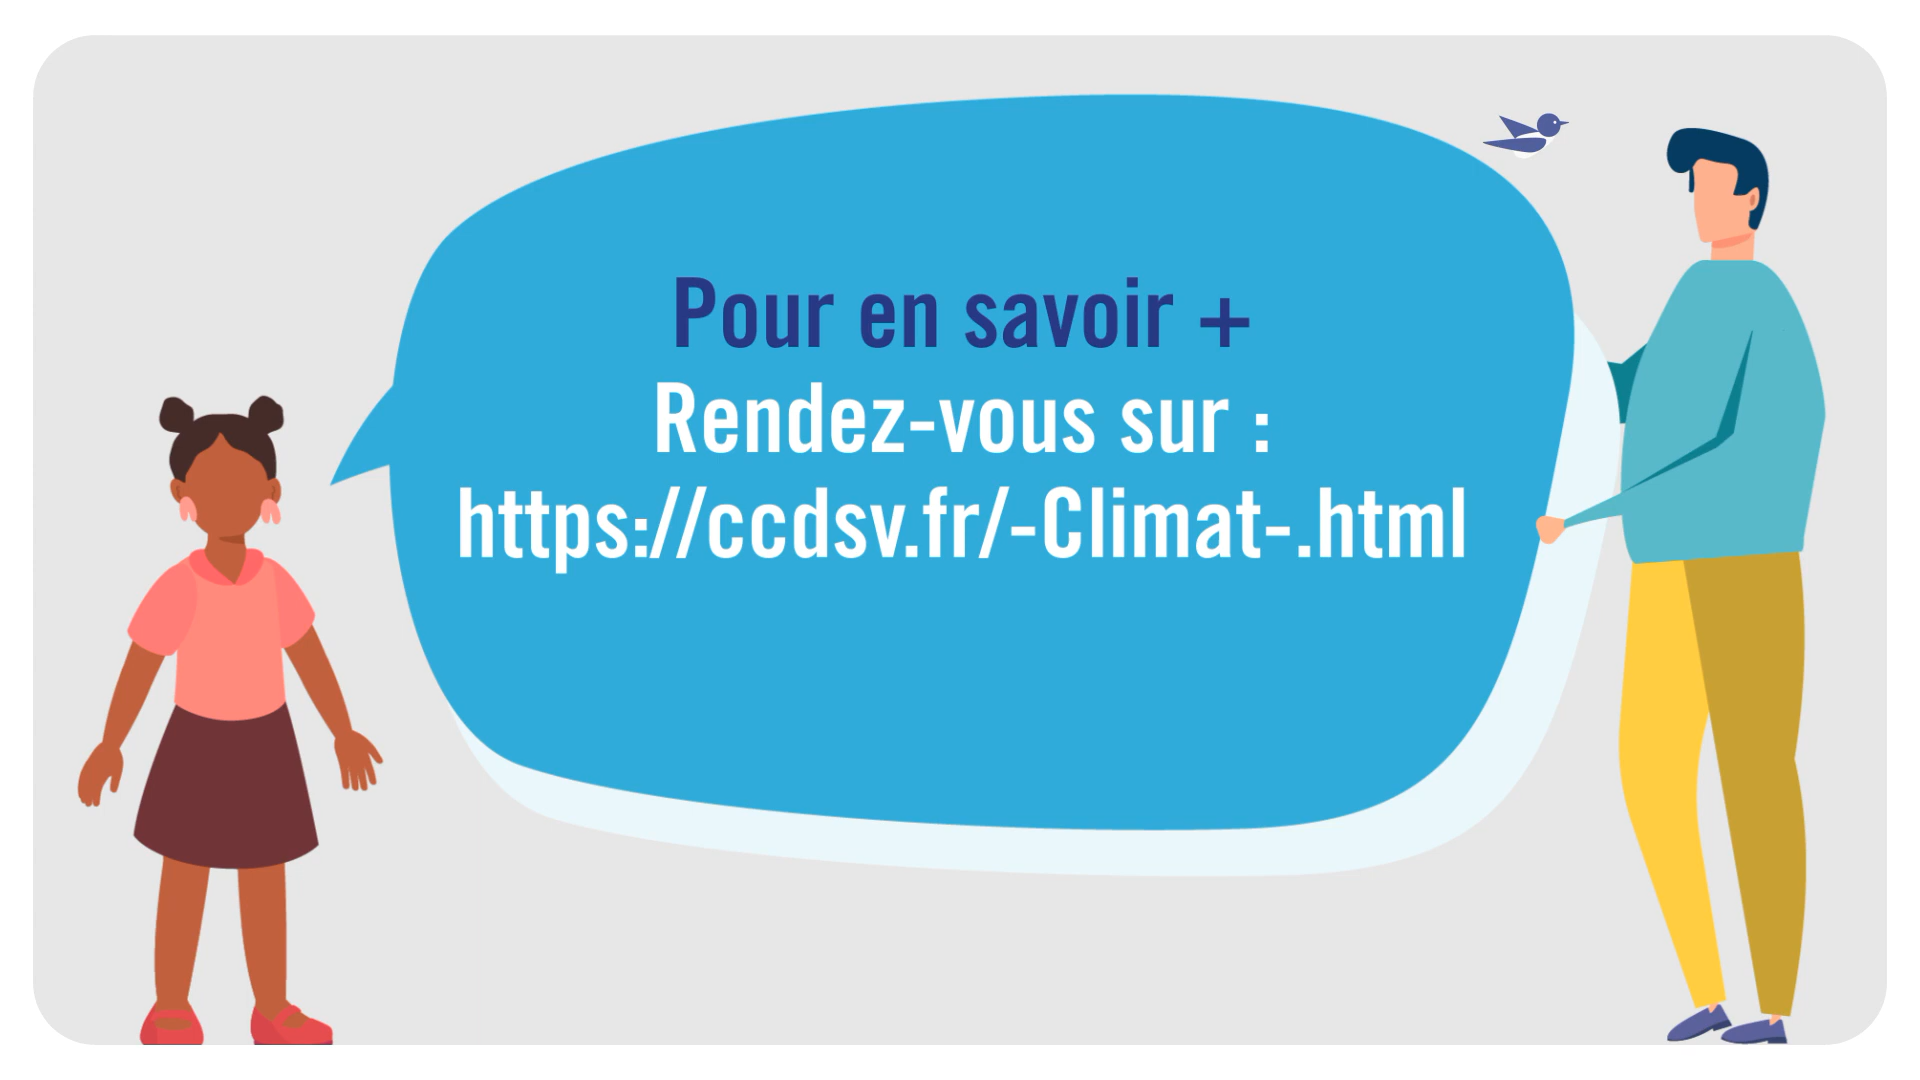 Pour en savoir +
Rendez-vous sur :
https://ccdsv.fr/-Climat-.html